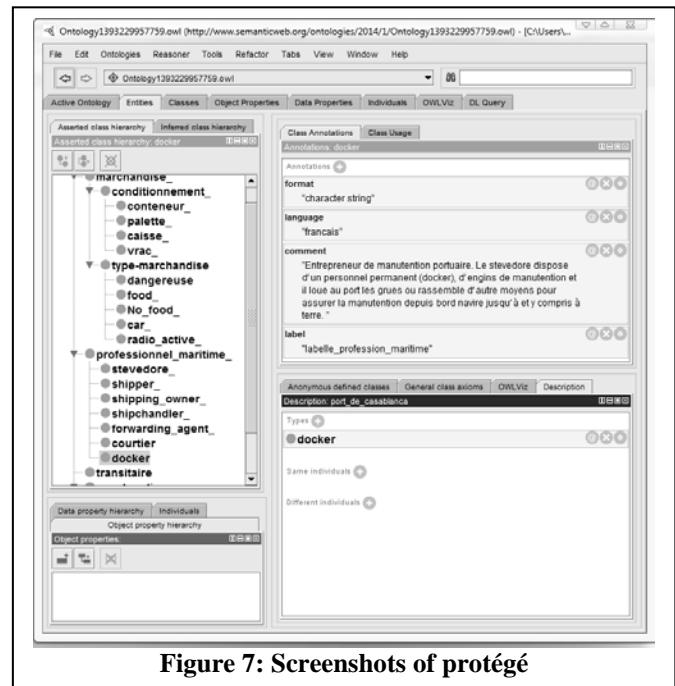 Ontology1393229957759.owl (http://www.semanticweb.org/ontologies/2014/1/Ontology1393229957759.owl) - [C:\Users\...
File Edit Ontologies Reasoner Tools Refactor Tabs View Window Help
Ontology1393229957759.owl
Active Ontology Entities Classes Object Properties Data Properties Individuals OWLViz DL Query
Asserted class hierarchy Inferred class hierarchy
Asserted class hierarchy: docker
marchandise_
conditionnement_
conteneur_
palette_
caisse_
vrac_
type-marchandise
dangereuse
food_
No_food_
car_
radio_active_
professionnel_maritime_
stevedore_
shipper_
shipping_owner_
shipchandler_
forwarding_agent_
courtier
docker
transitaire
Data property hierarchy Individuals
Object property hierarchy
Object properties:
Class Annotations Class Usage
Annotations: docker
Annotations
format
"character string"
language
"francais"
comment
"Entrepreneur de manutention portuaire. Le stevedore dispose
d'un personnel permanent (docker), d'engins de manutention et
il loue au port les grues ou rassemble d'autre moyens pour
assurer la manutention depuis bord navire jusqu'à et y compris à
terre. "
label
"labelle_profession_maritime"
Anonymous defined classes General class axioms OWLViz Description
Description: port_de_casablanca
Types
docker
Same individuals
Different individuals
Figure 7: Screenshots of protégé